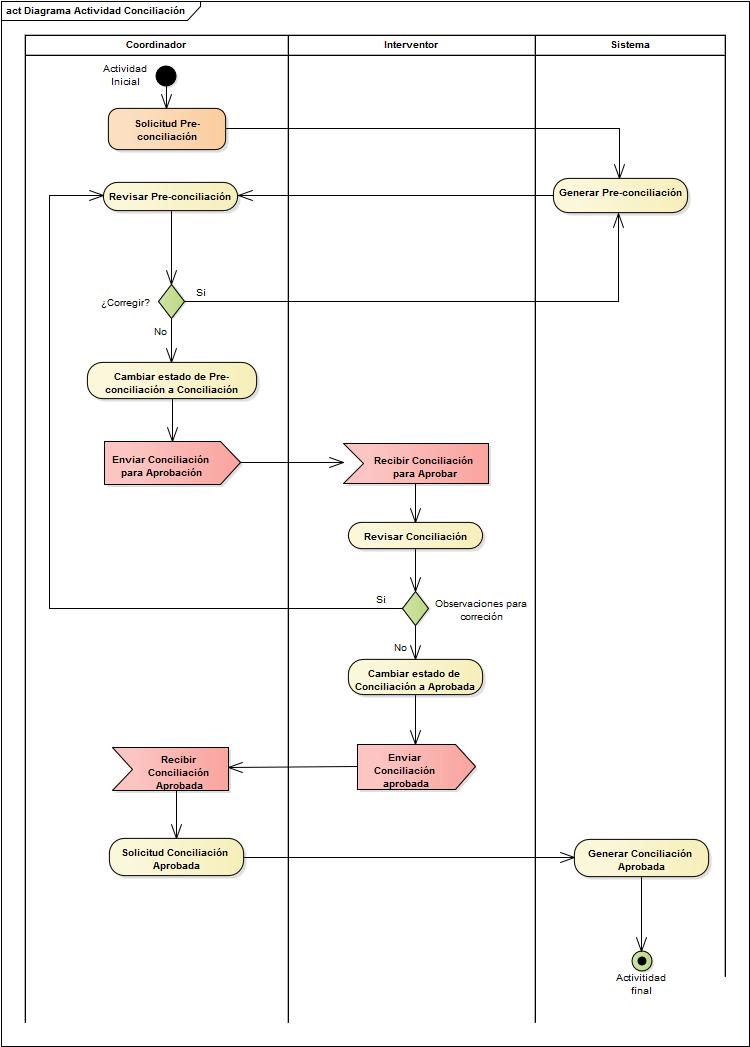 act Diagrama Actividad Conciliación
Coordinador
Interventor
Sistema
Actividad
Inicial
Solicitud Pre-
conciliación
Revisar Pre-conciliación
Generar Pre-conciliación
¿Corregir?
Si
No
Cambiar estado de Pre-
conciliación a Conciliación
Enviar Conciliación
para Aprobación
Recibir Conciliación
para Aprobar
Revisar Conciliación
Si
Observaciones para
correción
No
Cambiar estado de
Conciliación a Aprobada
Enviar
Conciliación
aprobada
Recibir
Conciliación
Aprobada
Solicitud Conciliación
Aprobada
Generar Conciliación
Aprobada
Activitidad
final